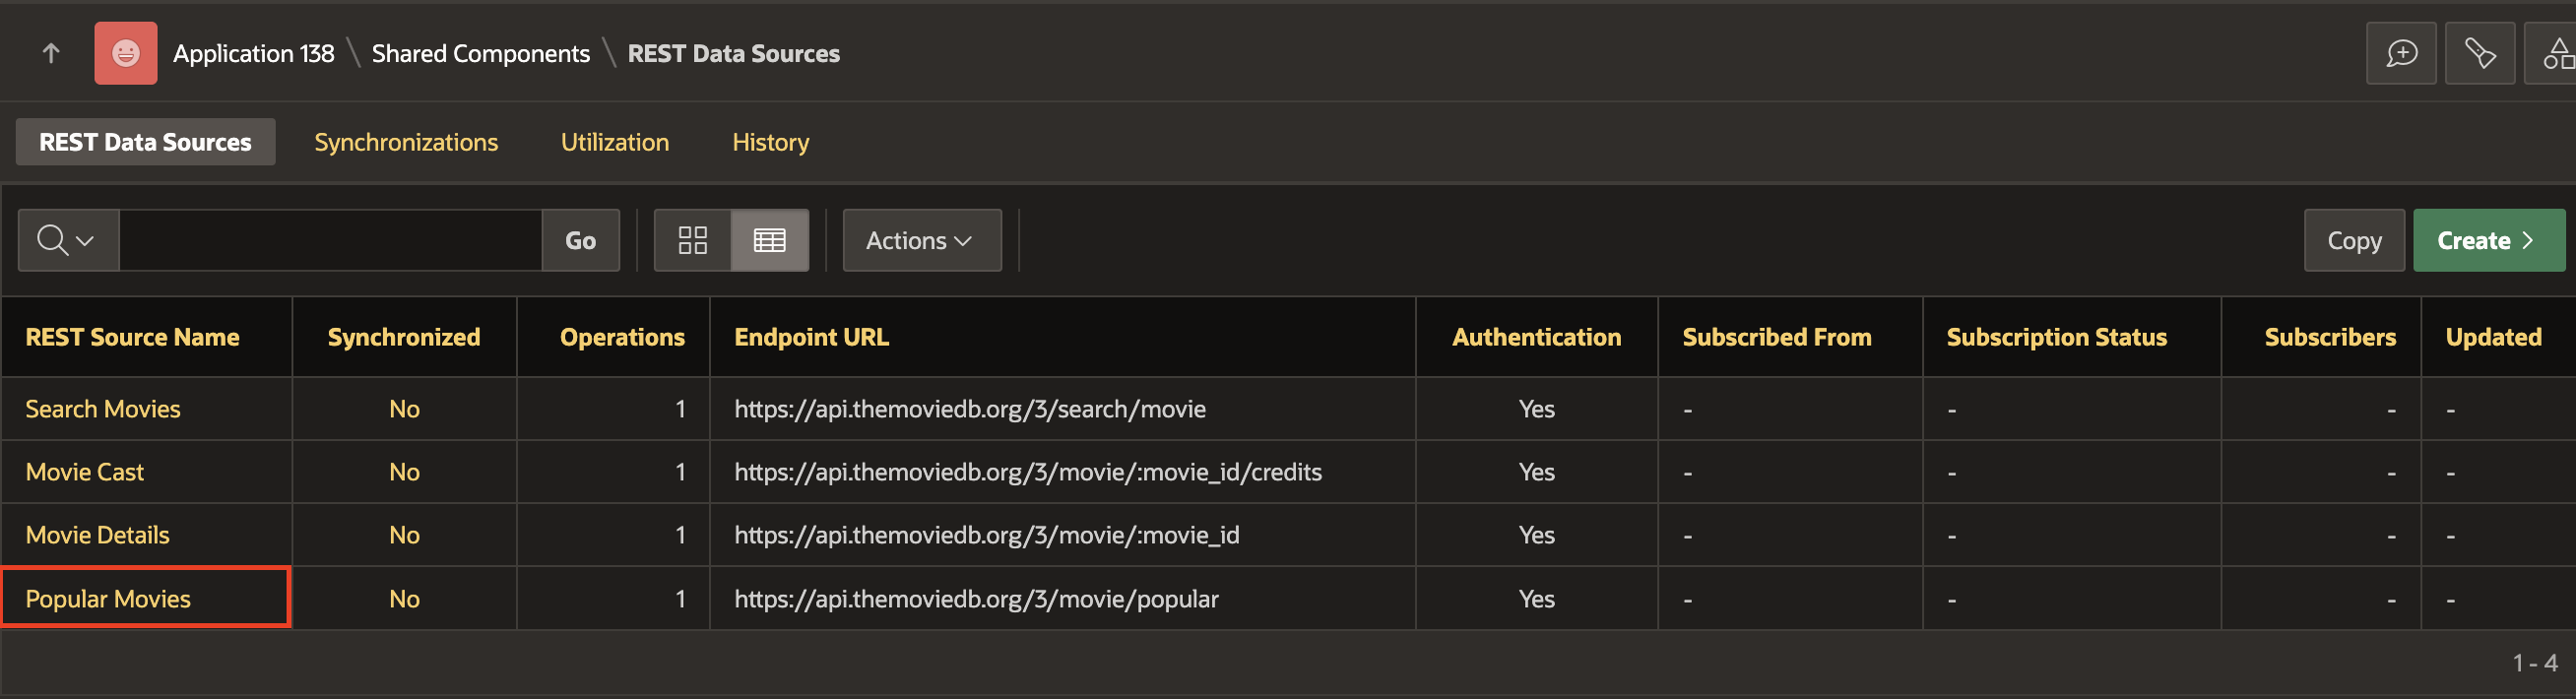 Application 138 \ Shared Components \ REST Data Sources
REST Data Sources Synchronizations Utilization History
Go Actions Copy Create
REST Source Name Synchronized Operations Endpoint URL Authentication Subscribed From Subscription Status Subscribers Updated
Search Movies No 1 https://api.themoviedb.org/3/search/movie Yes - - - -
Movie Cast No 1 https://api.themoviedb.org/3/movie/:movie_id/credits Yes - - - -
Movie Details No 1 https://api.themoviedb.org/3/movie/:movie_id Yes - - - -
Popular Movies No 1 https://api.themoviedb.org/3/movie/popular Yes - - - -
1 - 4